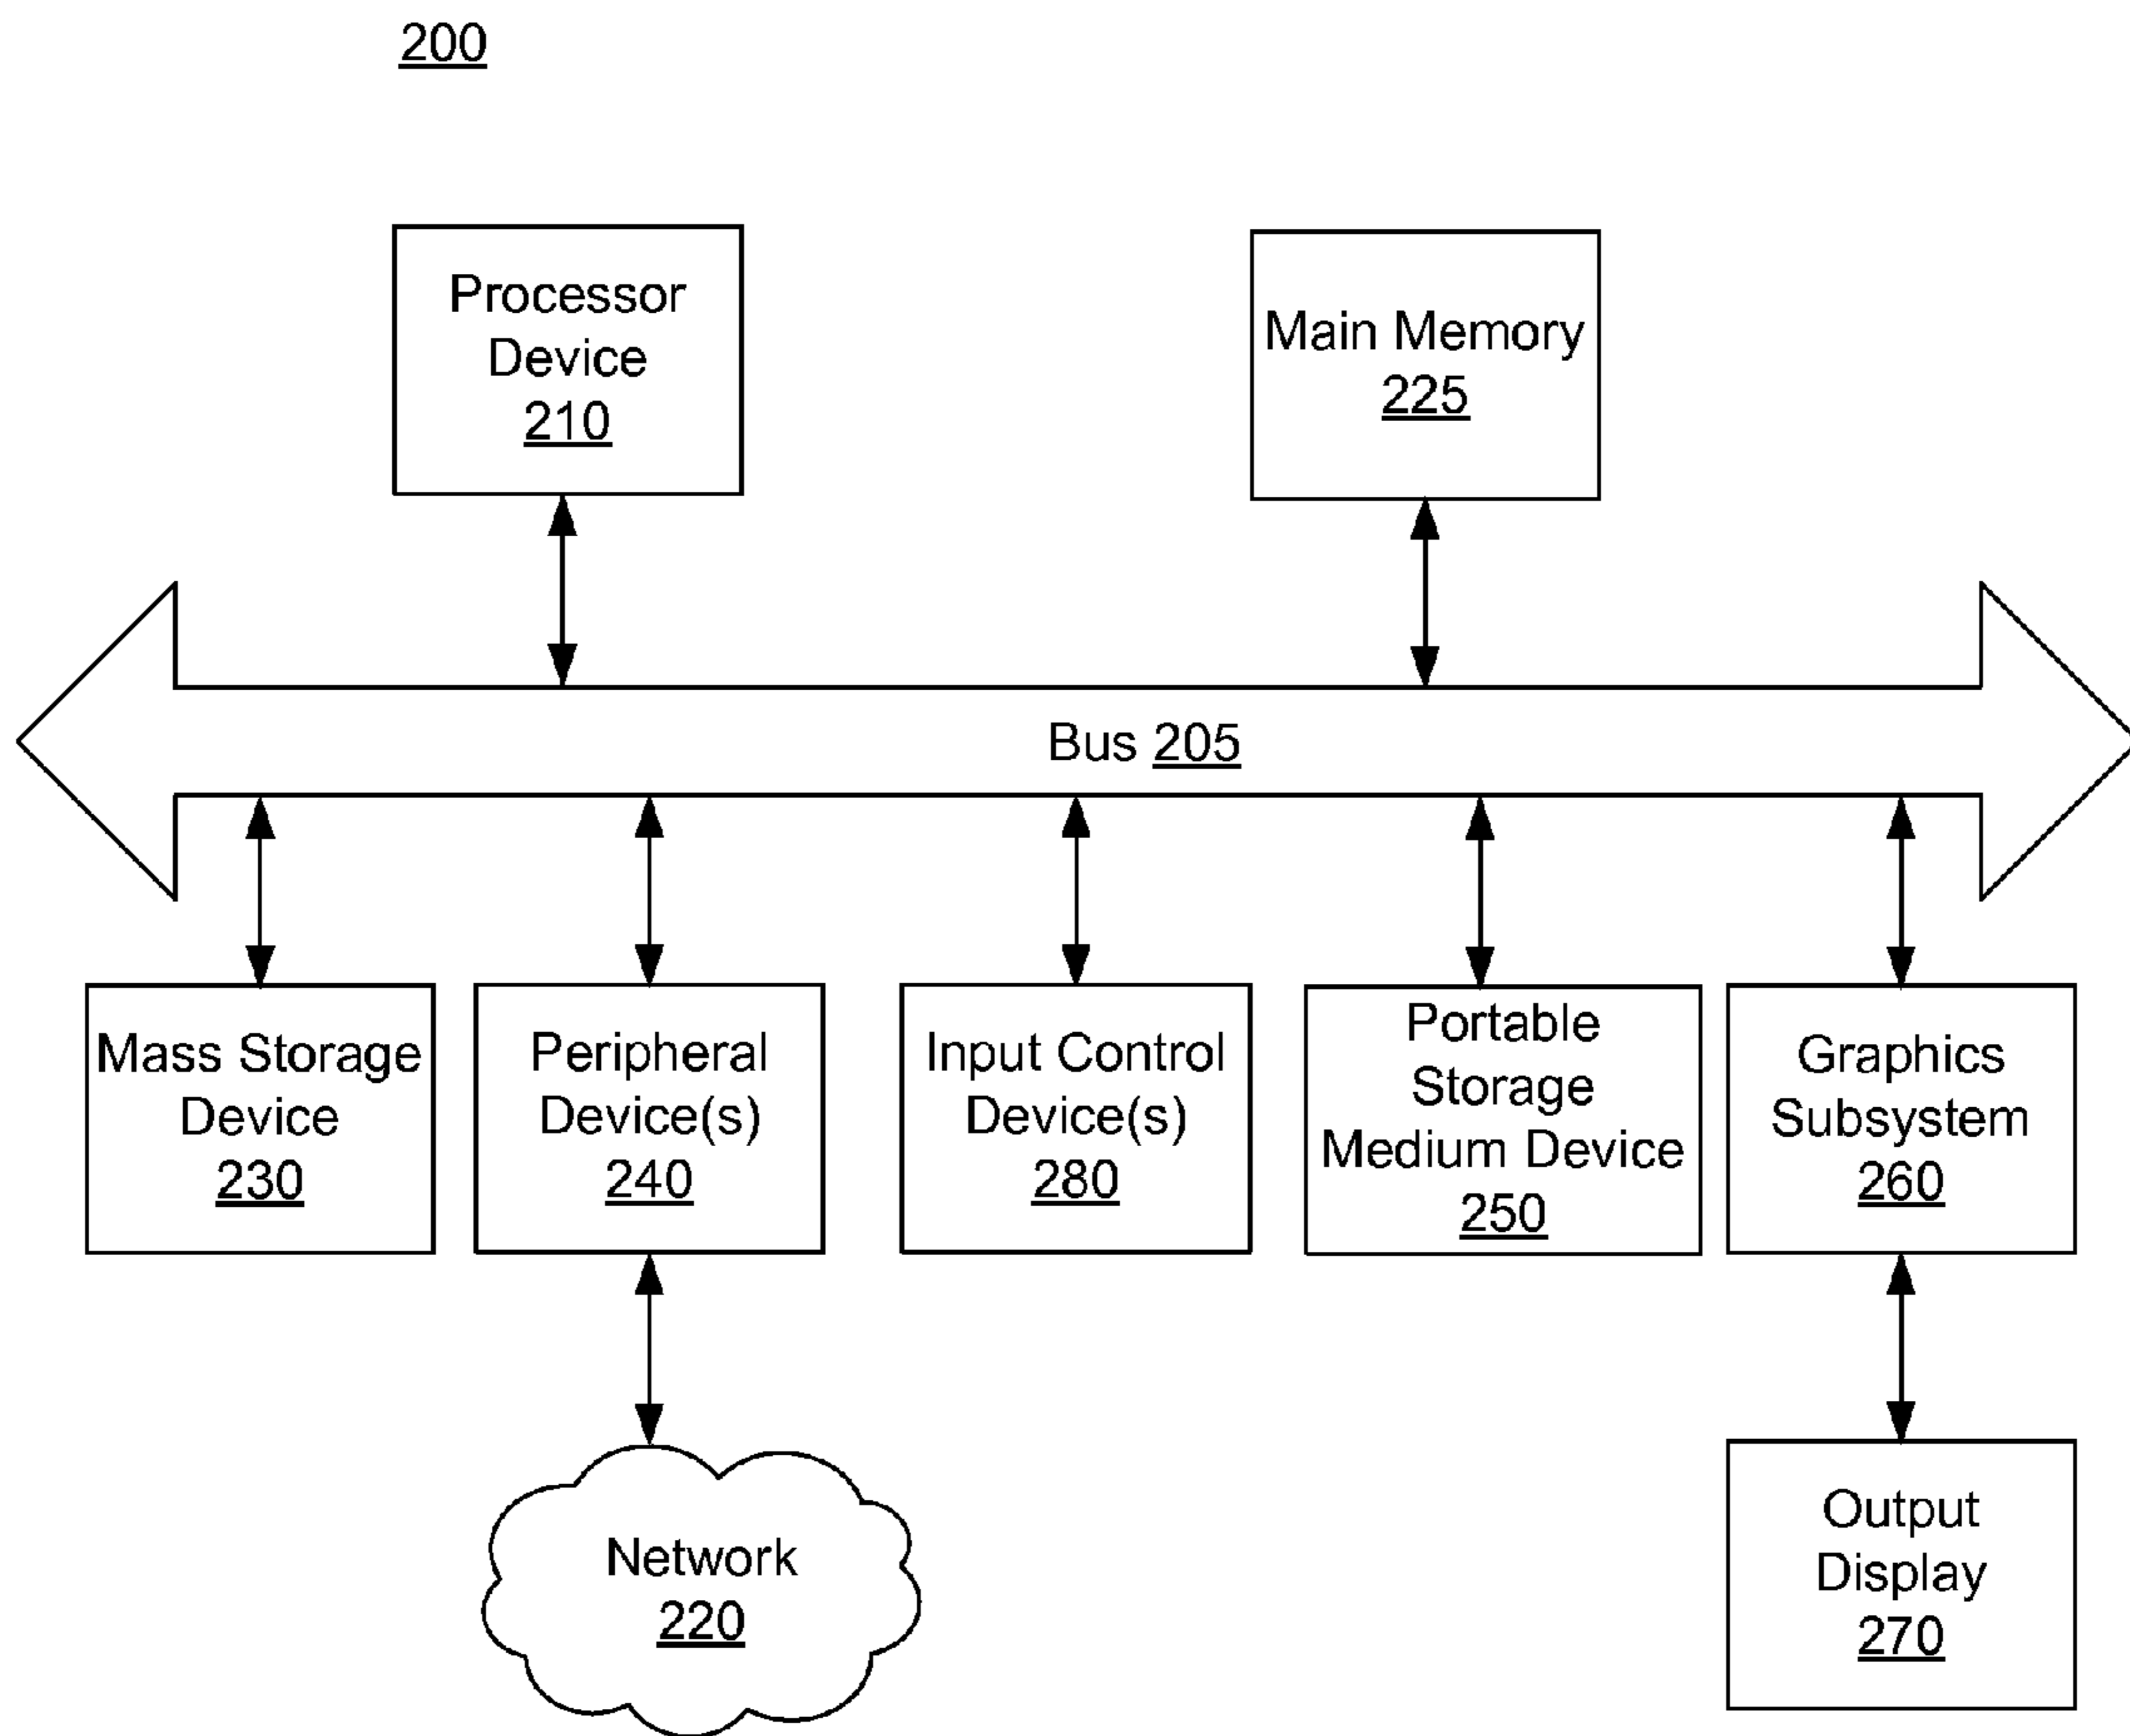 200
Processor
Device
210
Main Memory
225
Bus 205
Mass Storage
Device
230
Peripheral
Device(s)
240
Input Control
Device(s)
280
Portable
Storage
Medium Device
250
Graphics
Subsystem
260
Network
220
Output
Display
270